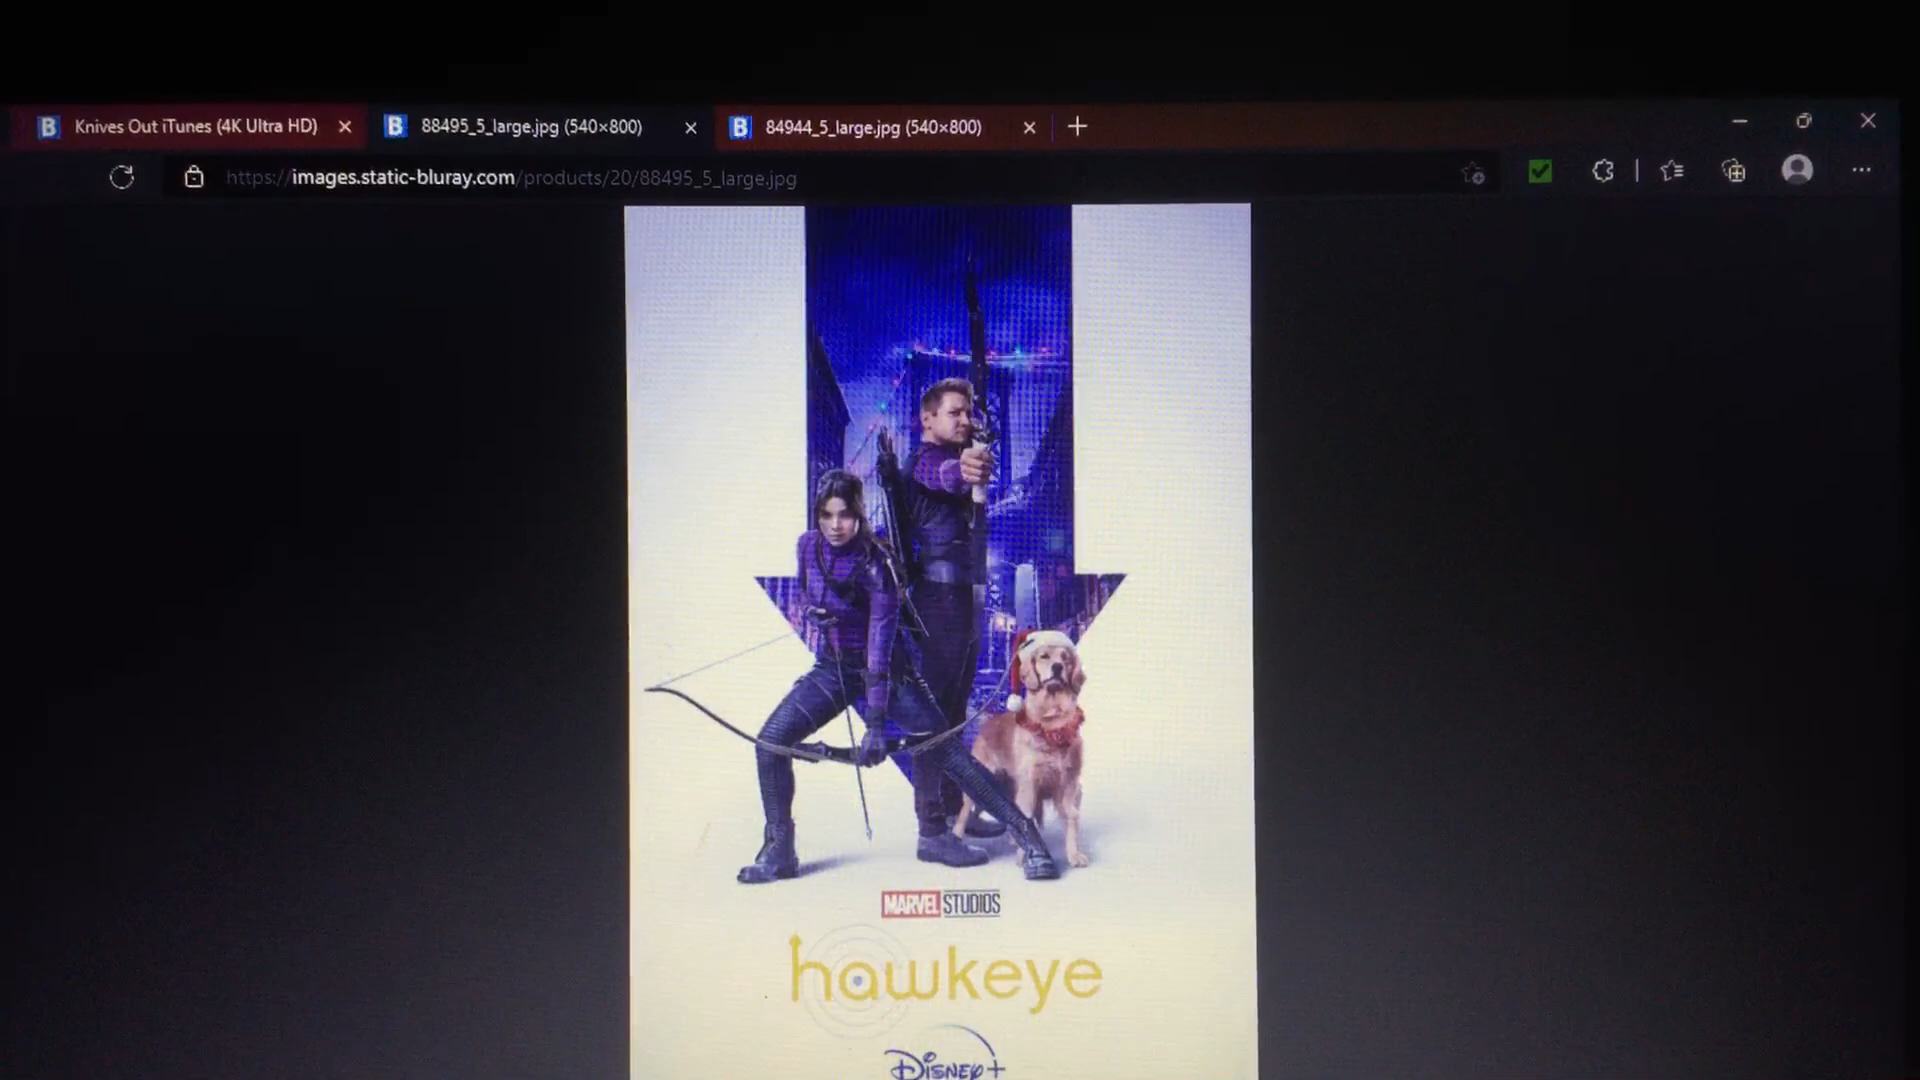 Knives Out iTunes (4K Ultra HD)
88495_5_large.jpg (540×800)
84944_5_large.jpg (540×800)
https://images.static-bluray.com/products/20/88495_5_large.jpg
MARVEL STUDIOS
hawkeye
Disney+